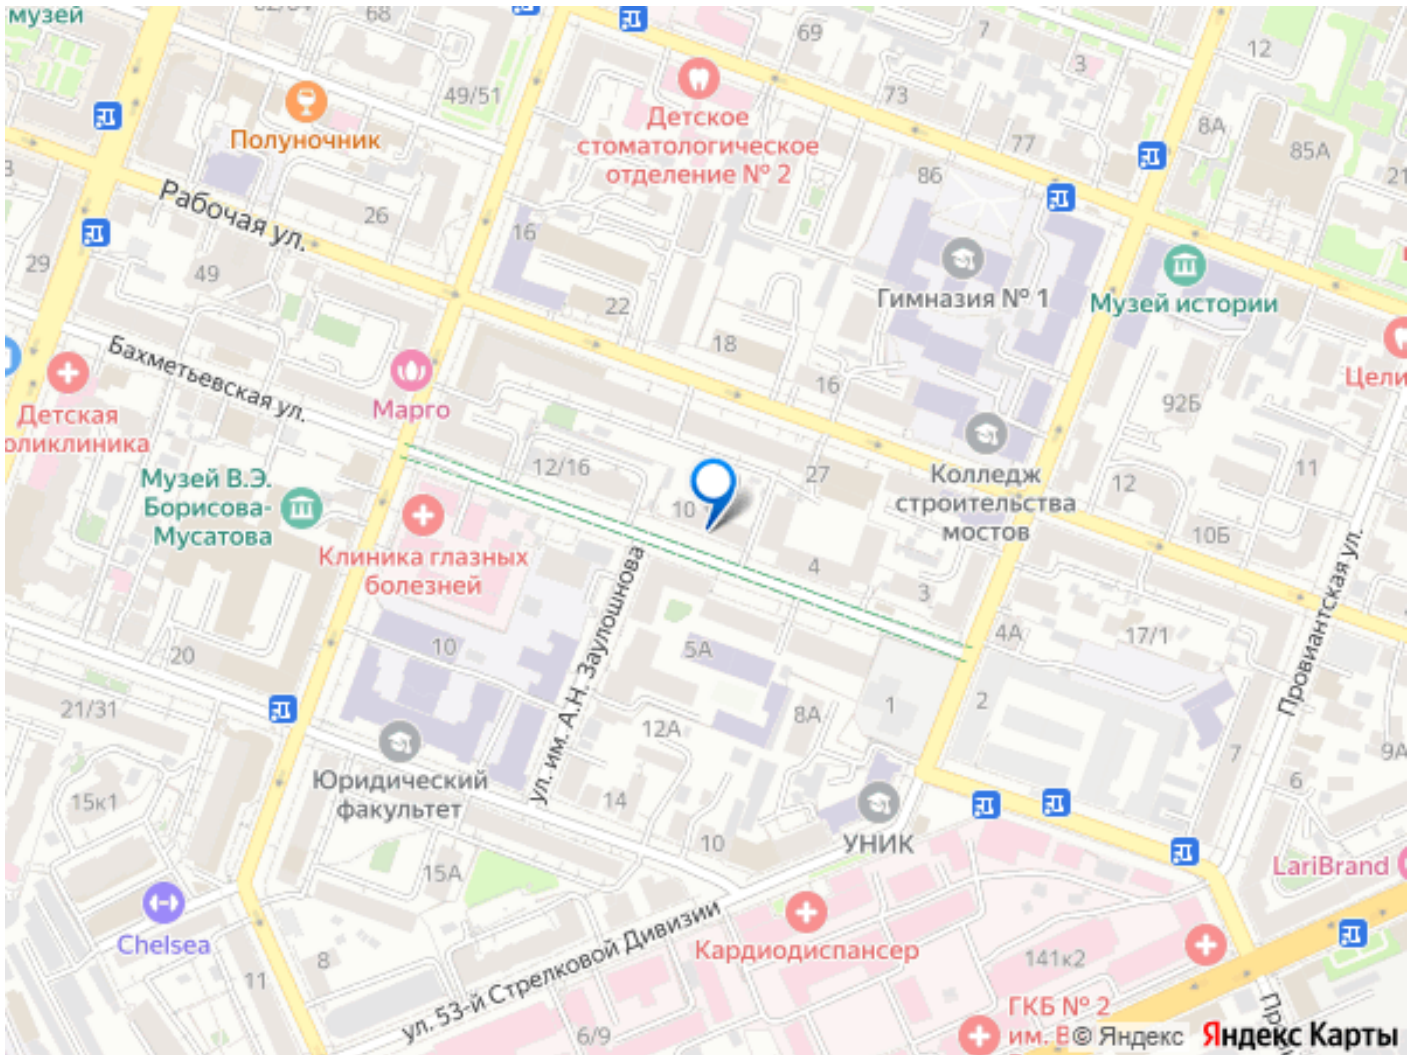 музей
68
69
7
12
3
49/51
73
Полуночник
Детское
стоматологическое
отделение № 2
77
8А
85А
86
21
Рабочая ул.
26
16
29
49
Гимназия № 1
Музей истории
22
18
Бахметьевская ул.
16
Марго
Цели
92Б
Детская
оликлиника
12/16
27
Колледж
строительства
мостов
11
12
Музей В.Э.
Борисова-
Мусатова
10
10Б
Клиника глазных
болезней
4
3
4А
17/1
Провиантская ул.
ул. им. А.Н. Заулошнова
10
5А
20
21/31
12А
8А
1
2
7
9А
6
Юридический
факультет
15к1
14
10
УНИК
15А
LariBrand
Chelsea
ул. 53-й Стрелковой Дивизии
Кардиодиспансер
141к2
8
11
6/9
ГКБ № 2
им. В
© Яндекс
Яндекс Карты